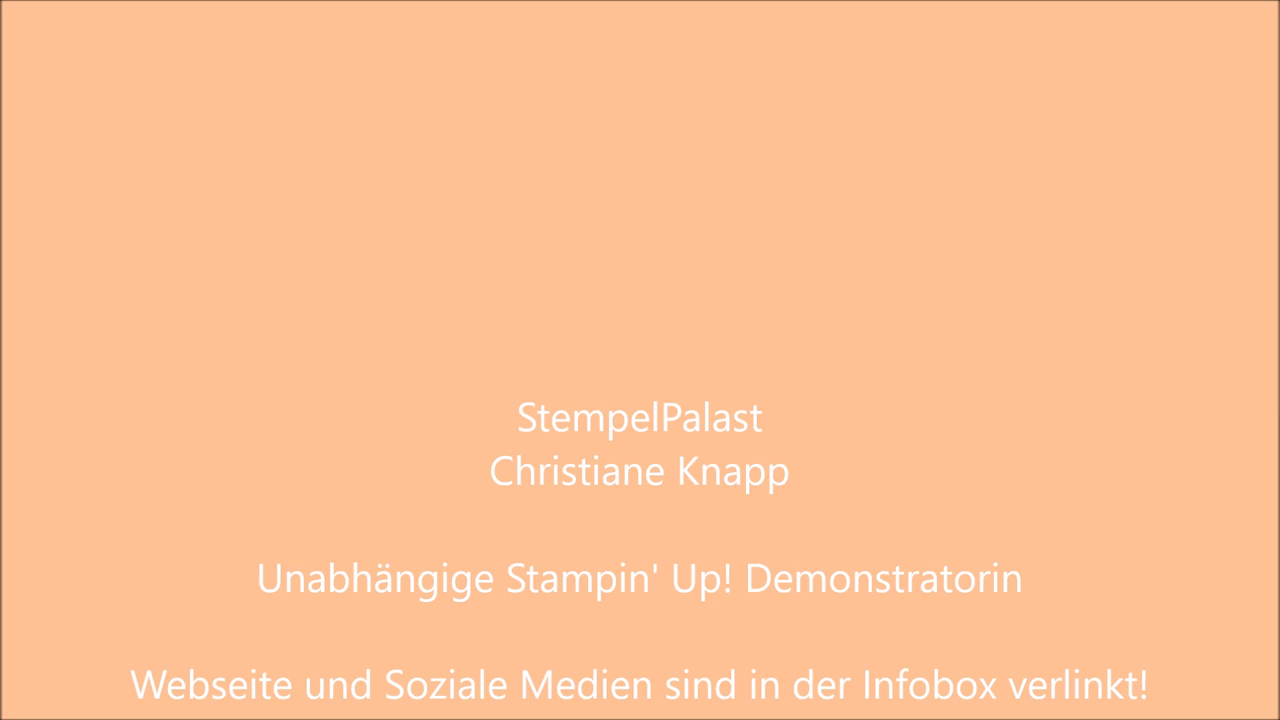 StempelPalast
Christiane Knapp
Unabhängige Stampin' Up! Demonstratorin
Webseite und Soziale Medien sind in der Infobox verlinkt!